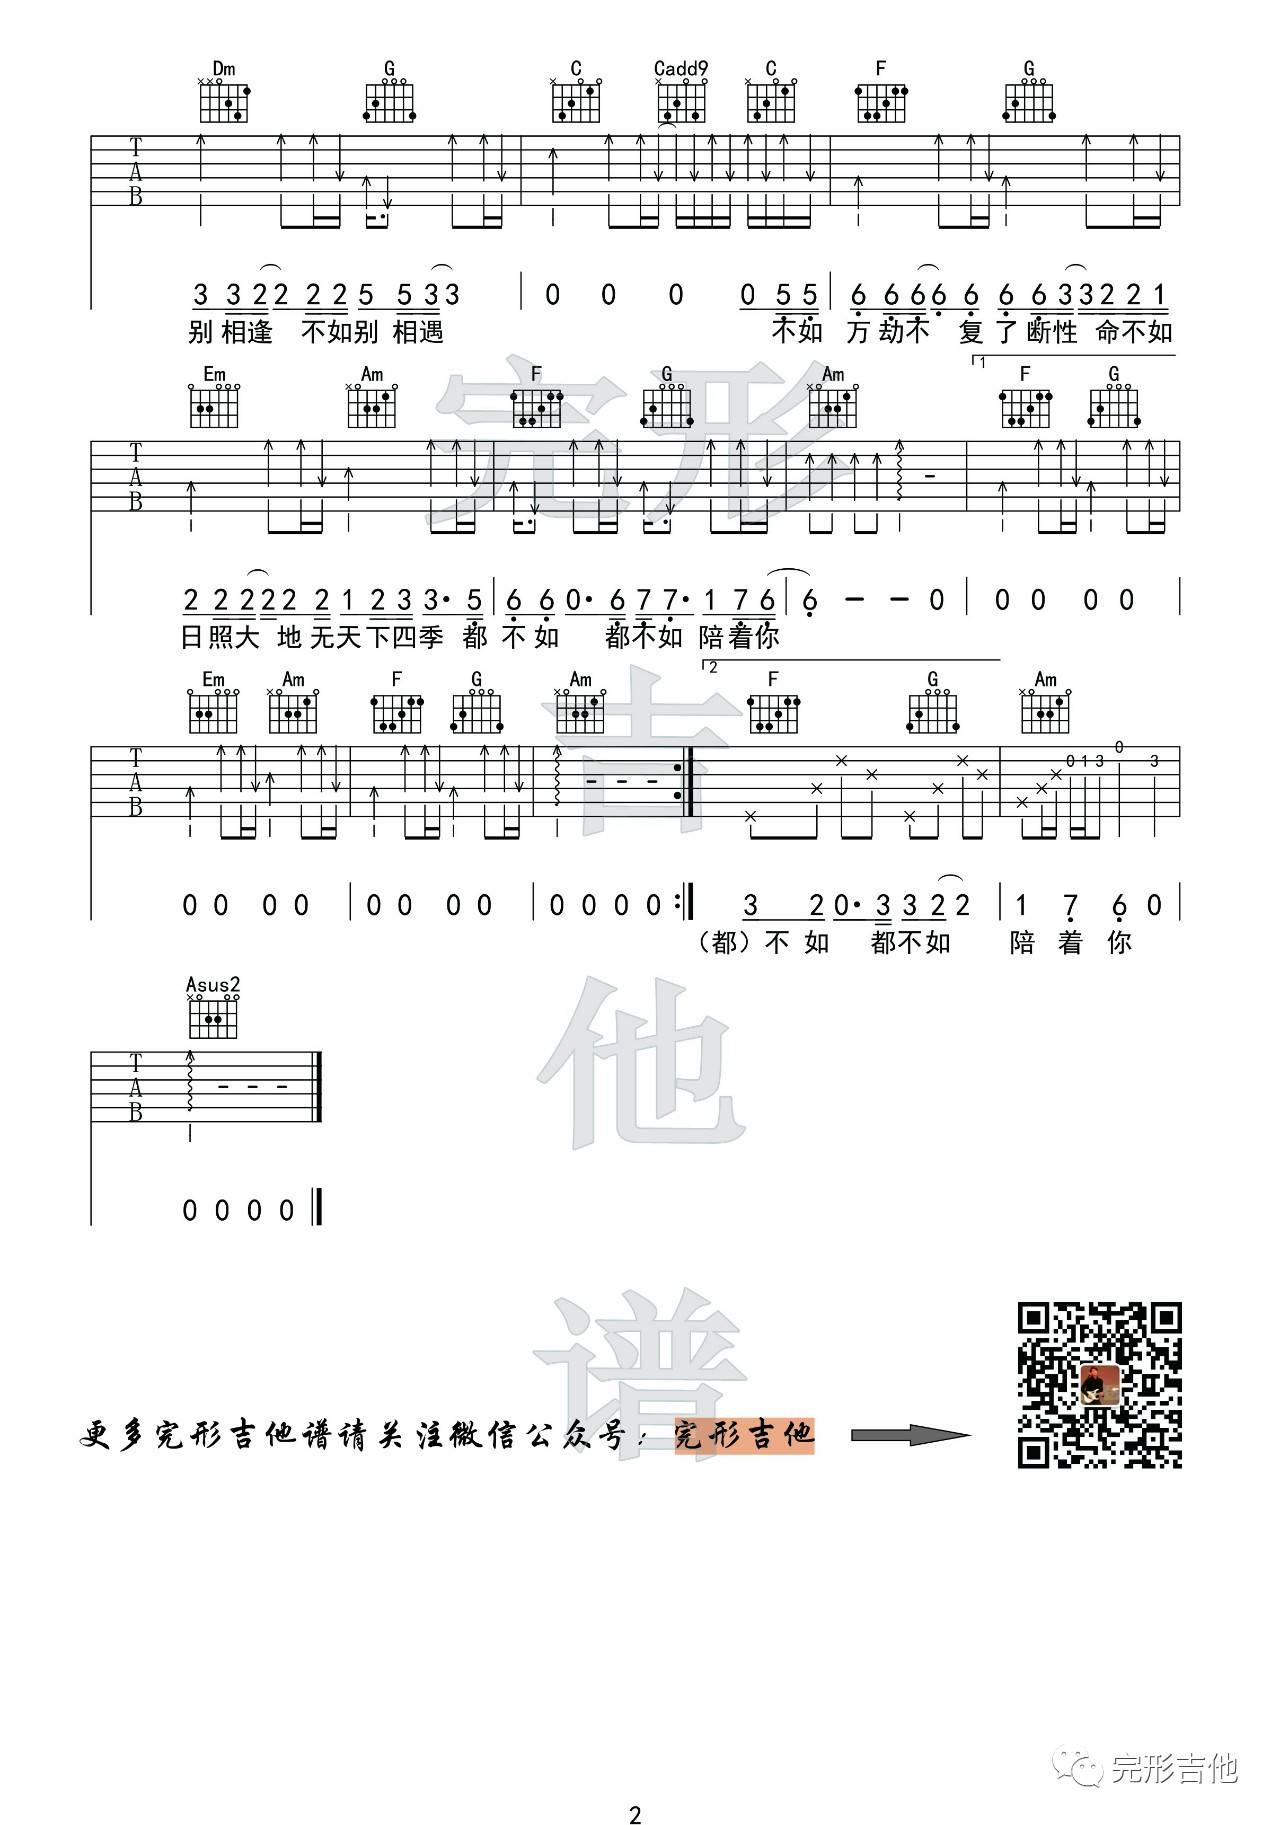 Dm G C Cadd9 C F G
T
A
B
3 3 2 2 2 2 5 5 3 3 0 0 0 0 5 5 6 6 6 6 6 6 6 3 3 2 2 1
别 相逢 不如别 相遇 不如 万 劫不 复了断性 命不如
1
Em Am F G Am F G
T
A
B
2 2 2 2 2 2 1 2 3 3· 5 6 6 0· 6 7 7· 1 7 6 6 - - 0 0 0 0 0
日照大 地无天下四季 都 不如 都不如 陪着你
2
Em Am F G Am F G Am
T
A
B
0 1 3 0 3
0 0 0 0 0 0 0 0 0 0 0 0 3 2 0· 3 3 2 2 1 7 6 0
（都）不 如 都不如 陪 着 你
Asus2
T
A
B
0 0 0 0
完形
吉
他
谱
更多完形吉他谱请关注微信公众号：完形吉他
完形吉他
2